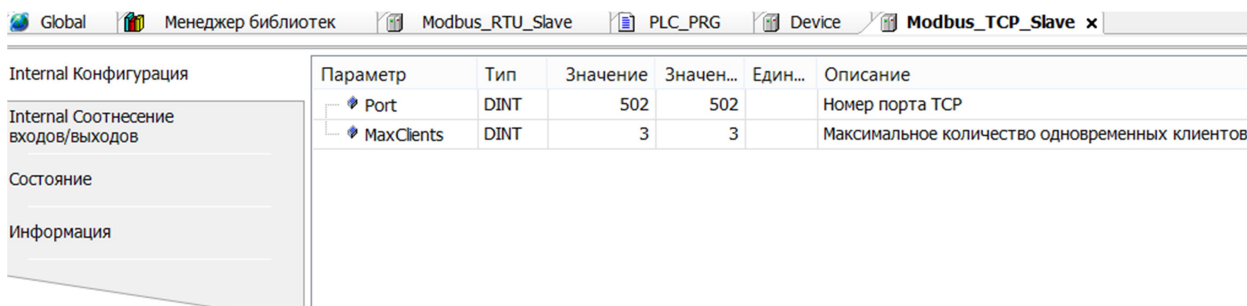 Global Менеджер библиотек Modbus_RTU_Slave PLC_PRG Device Modbus_TCP_Slave x
Internal Конфигурация
Internal Соотнесение
входов/выходов
Состояние
Информация
Параметр Тип Значение Значен... Един... Описание
Port DINT 502 502 Номер порта TCP
MaxClients DINT 3 3 Максимальное количество одновременных клиентов